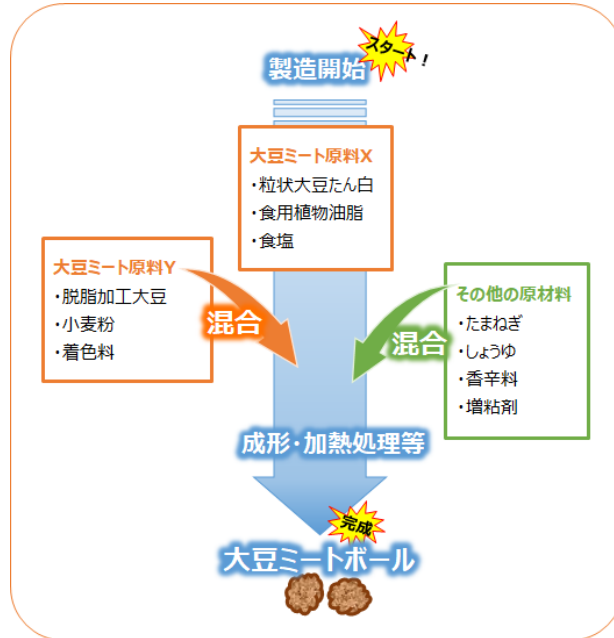 スタート！
製造開始
大豆ミート原料X
・粒状大豆たん白
・食用植物油脂
・食塩
大豆ミート原料Y
・脱脂加工大豆
・小麦粉
・着色料
混合
その他の原材料
・たまねぎ
・しょうゆ
・香辛料
・増粘剤
混合
成形・加熱処理等
完成
大豆ミートボール